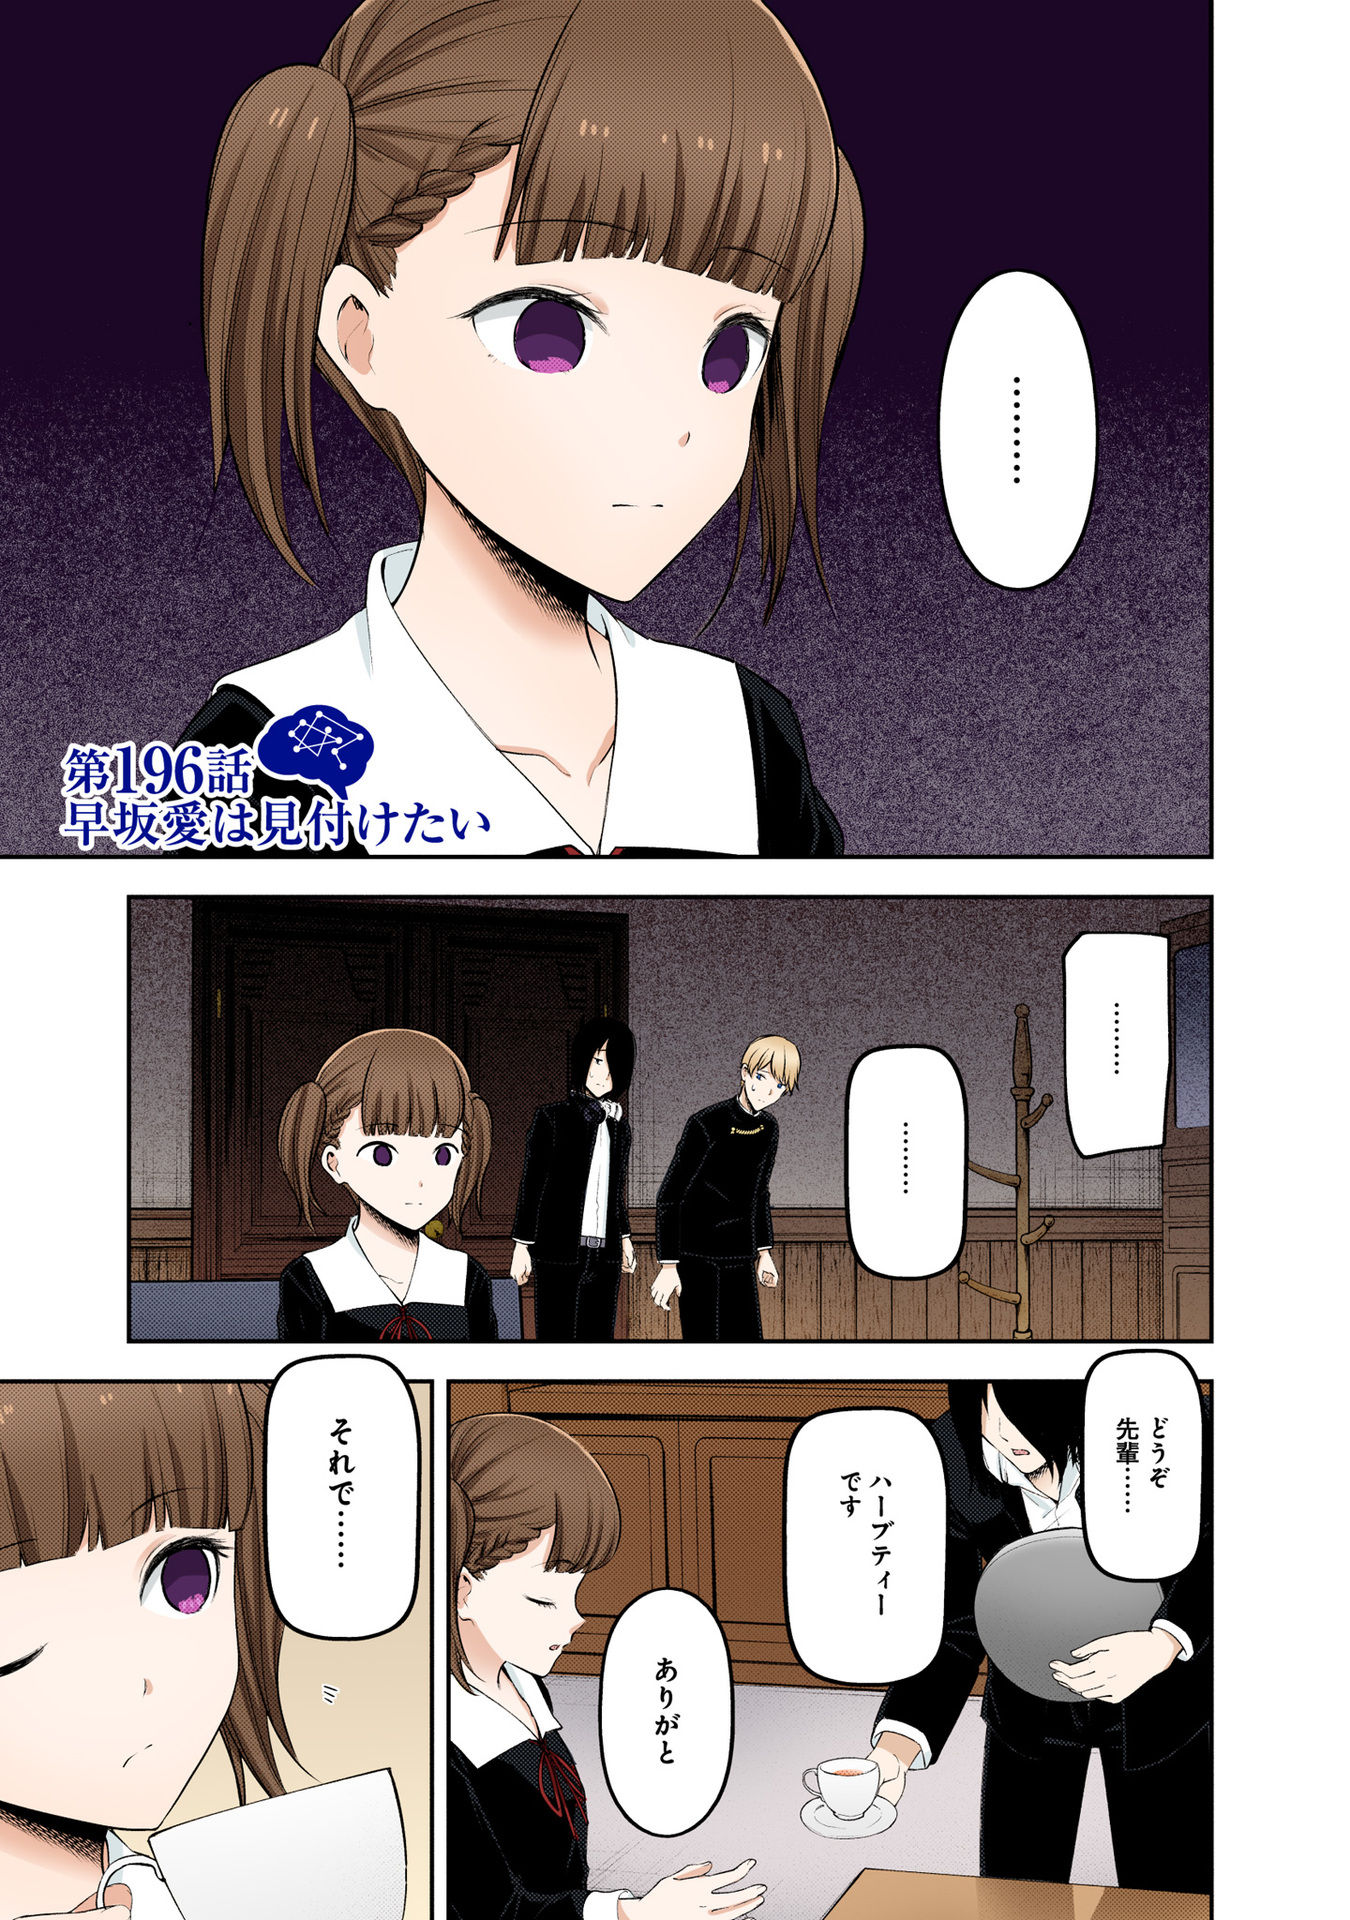 ………
第196話
早坂愛は見付けたい
………
………
どうぞ
先輩……
ハーブティー
です
ありがと
それで……